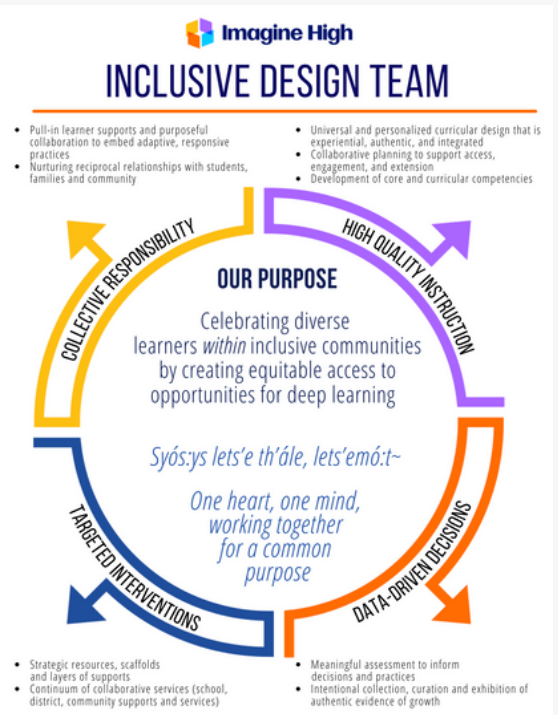 Imagine High
INCLUSIVE DESIGN TEAM
• Pull-in learner supports and purposeful
collaboration to embed adaptive, responsive
practices
• Nurturing reciprocal relationships with students,
families and community
• Universal and personalized curricular design that is
experiential, authentic, and integrated
• Collaborative planning to support access,
engagement, and extension
• Development of core and curricular competencies
COLLECTIVE RESPONSIBILITY
HIGH QUALITY INSTRUCTION
OUR PURPOSE
Celebrating diverse
learners within inclusive communities
by creating equitable access to
opportunities for deep learning
Syós:ys lets'e th'ále, lets'emó:t~
One heart, one mind,
working together
for a common
purpose
TARGETED INTERVENTIONS
DATA-DRIVEN DECISIONS
• Strategic resources, scaffolds
and layers of supports
• Continuum of collaborative services (school,
district, community supports and services)
• Meaningful assessment to inform
decisions and practices
• Intentional collection, curation and exhibition of
authentic evidence of growth